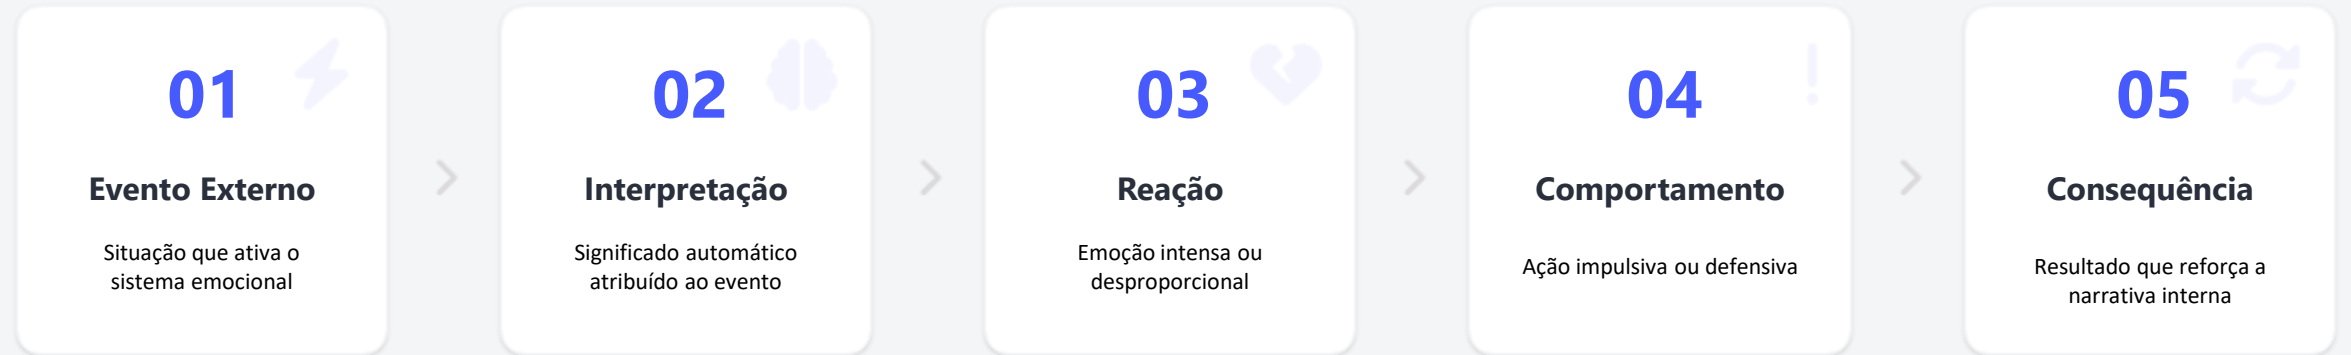 01
Evento Externo
Situação que ativa o
sistema emocional
02
Interpretação
Significado automático
atribuído ao evento
03
Reação
Emoção intensa ou
desproporcional
04
Comportamento
Ação impulsiva ou defensiva
05
Consequência
Resultado que reforça a
narrativa interna